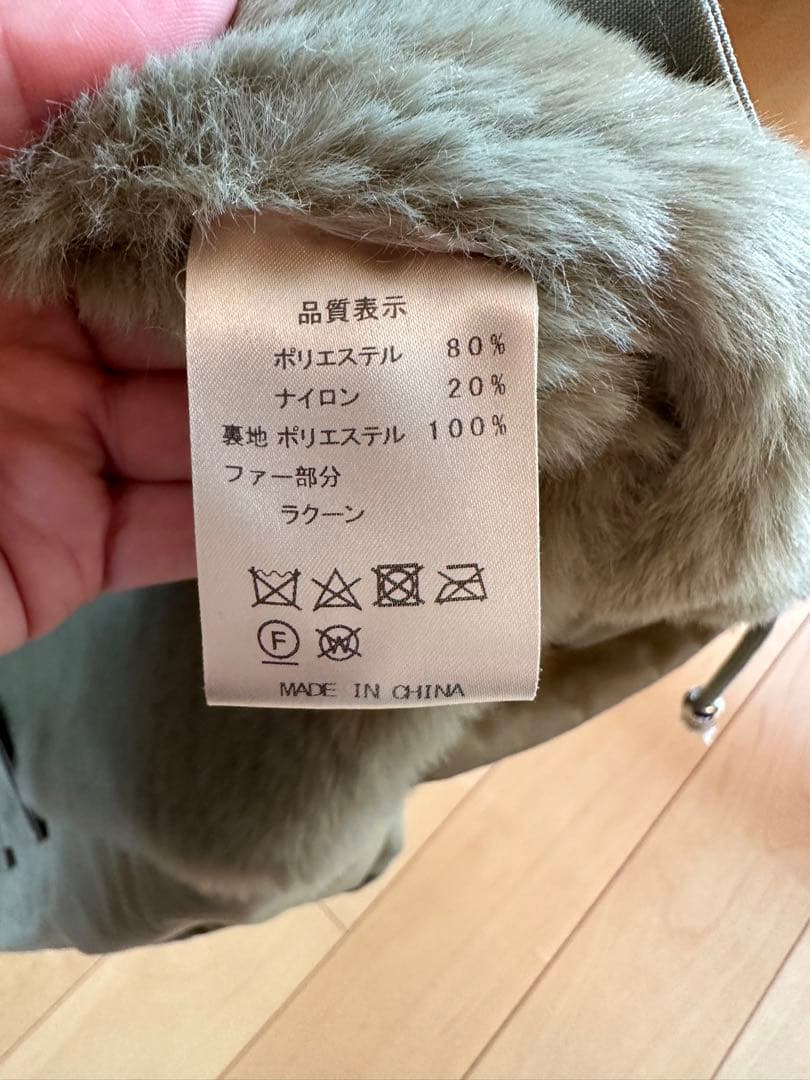 品質表示
ポリエステル 80%
ナイロン 20%
裏地 ポリエステル 100%
ファー部分
ラクーン
F W
MADE IN CHINA